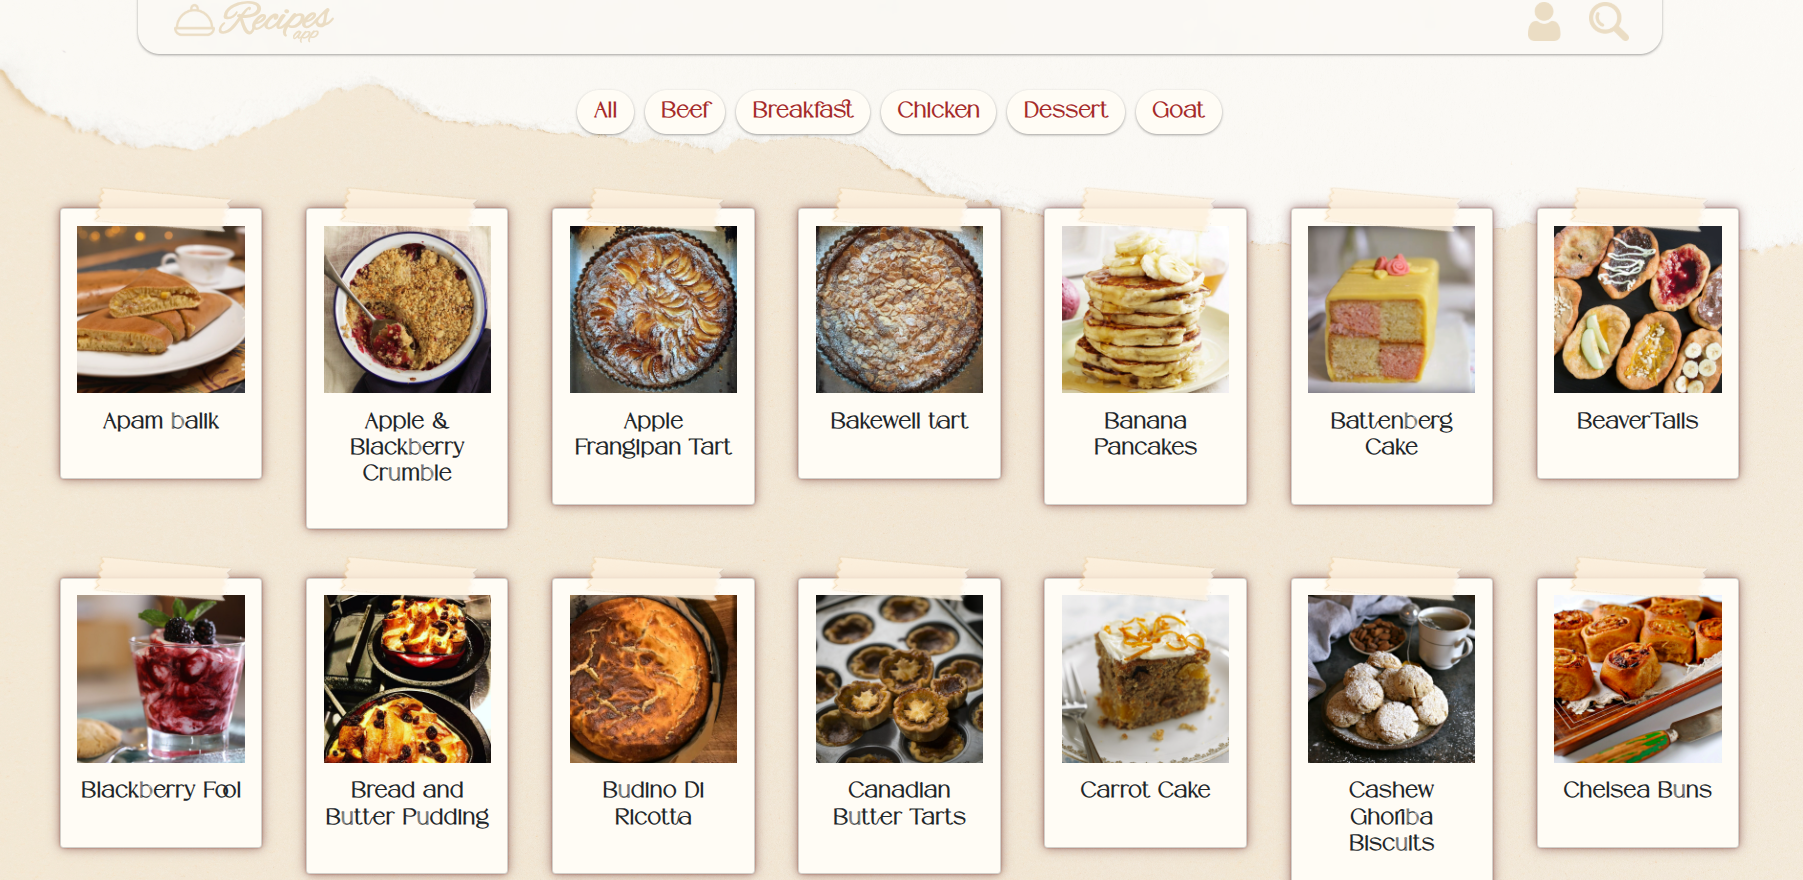 Recipes
app
All Beef Breakfast Chicken Dessert Goat
Apam balik
Apple &
Blackberry
Crumble
Apple
Frangipan Tart
Bakewell tart
Banana
Pancakes
Battenberg
Cake
BeaverTails
Blackberry Fool
Bread and
Butter Pudding
Budino Di
Ricotta
Canadian
Butter Tarts
Carrot Cake
Cashew
Ghoriba
Biscuits
Chelsea Buns